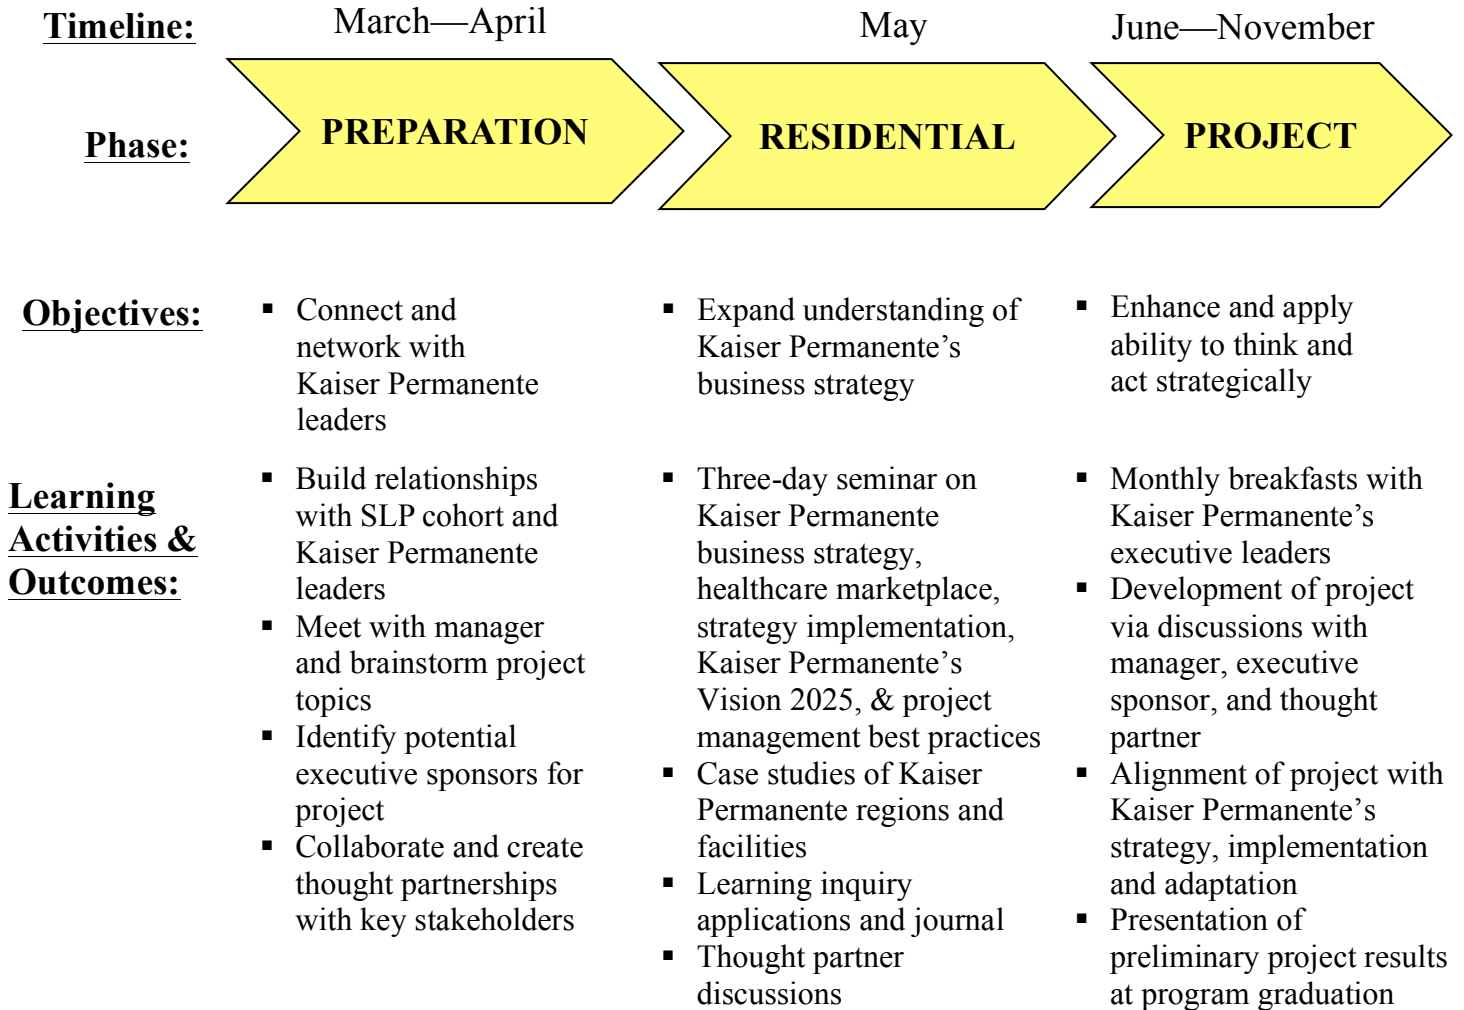 Timeline:
March—April
May
June—November
Phase:
PREPARATION
RESIDENTIAL
PROJECT
Objectives:
▪ Connect and
network with
Kaiser Permanente
leaders
▪ Expand understanding of
Kaiser Permanente’s
business strategy
▪ Enhance and apply
ability to think and
act strategically
Learning
Activities &
Outcomes:
▪ Build relationships
with SLP cohort and
Kaiser Permanente
leaders
▪ Meet with manager
and brainstorm project
topics
▪ Identify potential
executive sponsors for
project
▪ Collaborate and create
thought partnerships
with key stakeholders
▪ Three-day seminar on
Kaiser Permanente
business strategy,
healthcare marketplace,
strategy implementation,
Kaiser Permanente’s
Vision 2025, & project
management best practices
▪ Case studies of Kaiser
Permanente regions and
facilities
▪ Learning inquiry
applications and journal
▪ Thought partner
discussions
▪ Monthly breakfasts with
Kaiser Permanente’s
executive leaders
▪ Development of project
via discussions with
manager, executive
sponsor, and thought
partner
▪ Alignment of project with
Kaiser Permanente’s
strategy, implementation
and adaptation
▪ Presentation of
preliminary project results
at program graduation